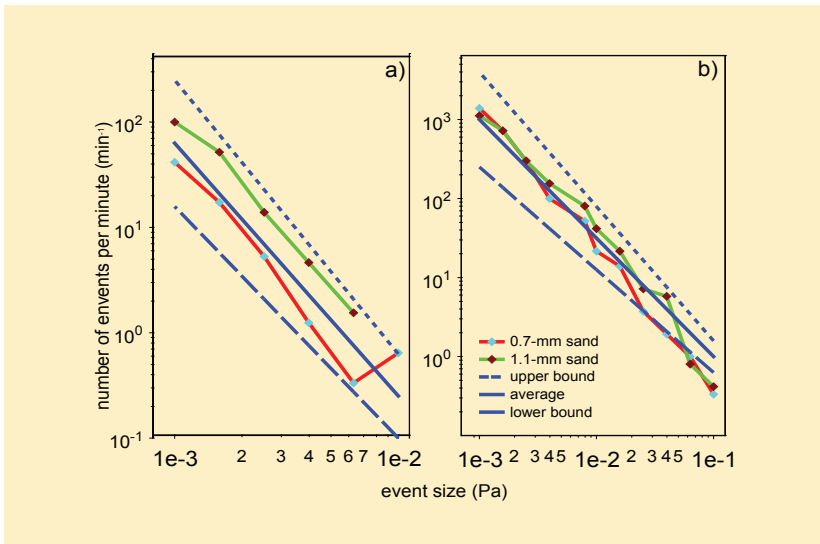 a)
number of envents per minute (min⁻¹)
10²
10¹
10⁰
10⁻¹
1e-3 2 3 4 5 6 7 1e-2
b)
10³
10²
10¹
10⁰
0.7-mm sand
1.1-mm sand
upper bound
average
lower bound
1e-3 2 3 4 5 1e-2 2 3 4 5 1e-1
event size (Pa)